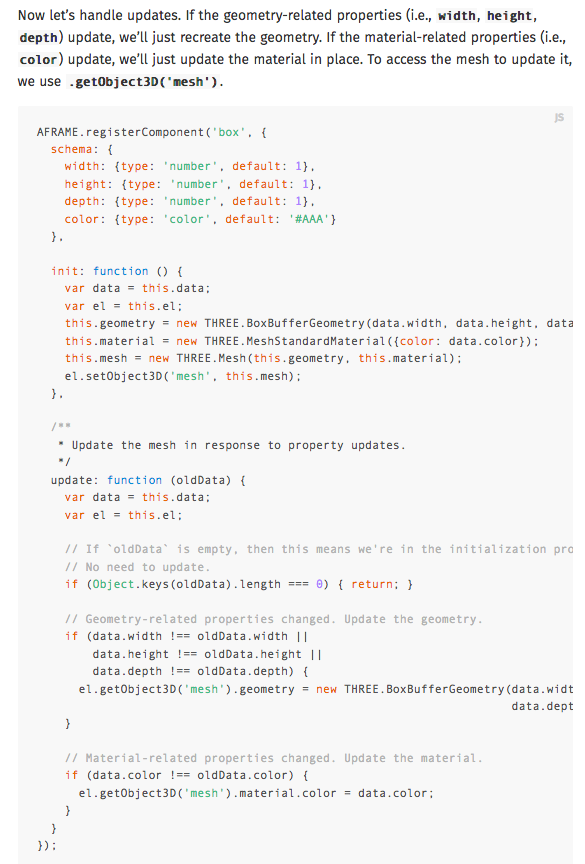 Now let's handle updates. If the geometry-related properties (i.e., width, height,
depth) update, we'll just recreate the geometry. If the material-related properties (i.e.,
color) update, we'll just update the material in place. To access the mesh to update it,
we use .getObject3D('mesh').
JS
AFRAME.registerComponent('box', {
  schema: {
    width: {type: 'number', default: 1},
    height: {type: 'number', default: 1},
    depth: {type: 'number', default: 1},
    color: {type: 'color', default: '#AAA'}
  },
  init: function () {
    var data = this.data;
    var el = this.el;
    this.geometry = new THREE.BoxBufferGeometry(data.width, data.height, data
    this.material = new THREE.MeshStandardMaterial({color: data.color});
    this.mesh = new THREE.Mesh(this.geometry, this.material);
    el.setObject3D('mesh', this.mesh);
  },
  /**
   * Update the mesh in response to property updates.
   */
  update: function (oldData) {
    var data = this.data;
    var el = this.el;
    // If `oldData` is empty, then this means we're in the initialization pro
    // No need to update.
    if (Object.keys(oldData).length === 0) { return; }
    // Geometry-related properties changed. Update the geometry.
    if (data.width !== oldData.width ||
        data.height !== oldData.height ||
        data.depth !== oldData.depth) {
      el.getObject3D('mesh').geometry = new THREE.BoxBufferGeometry(data.widt
                                                                    data.dept
    }
    // Material-related properties changed. Update the material.
    if (data.color !== oldData.color) {
      el.getObject3D('mesh').material.color = data.color;
    }
  }
});